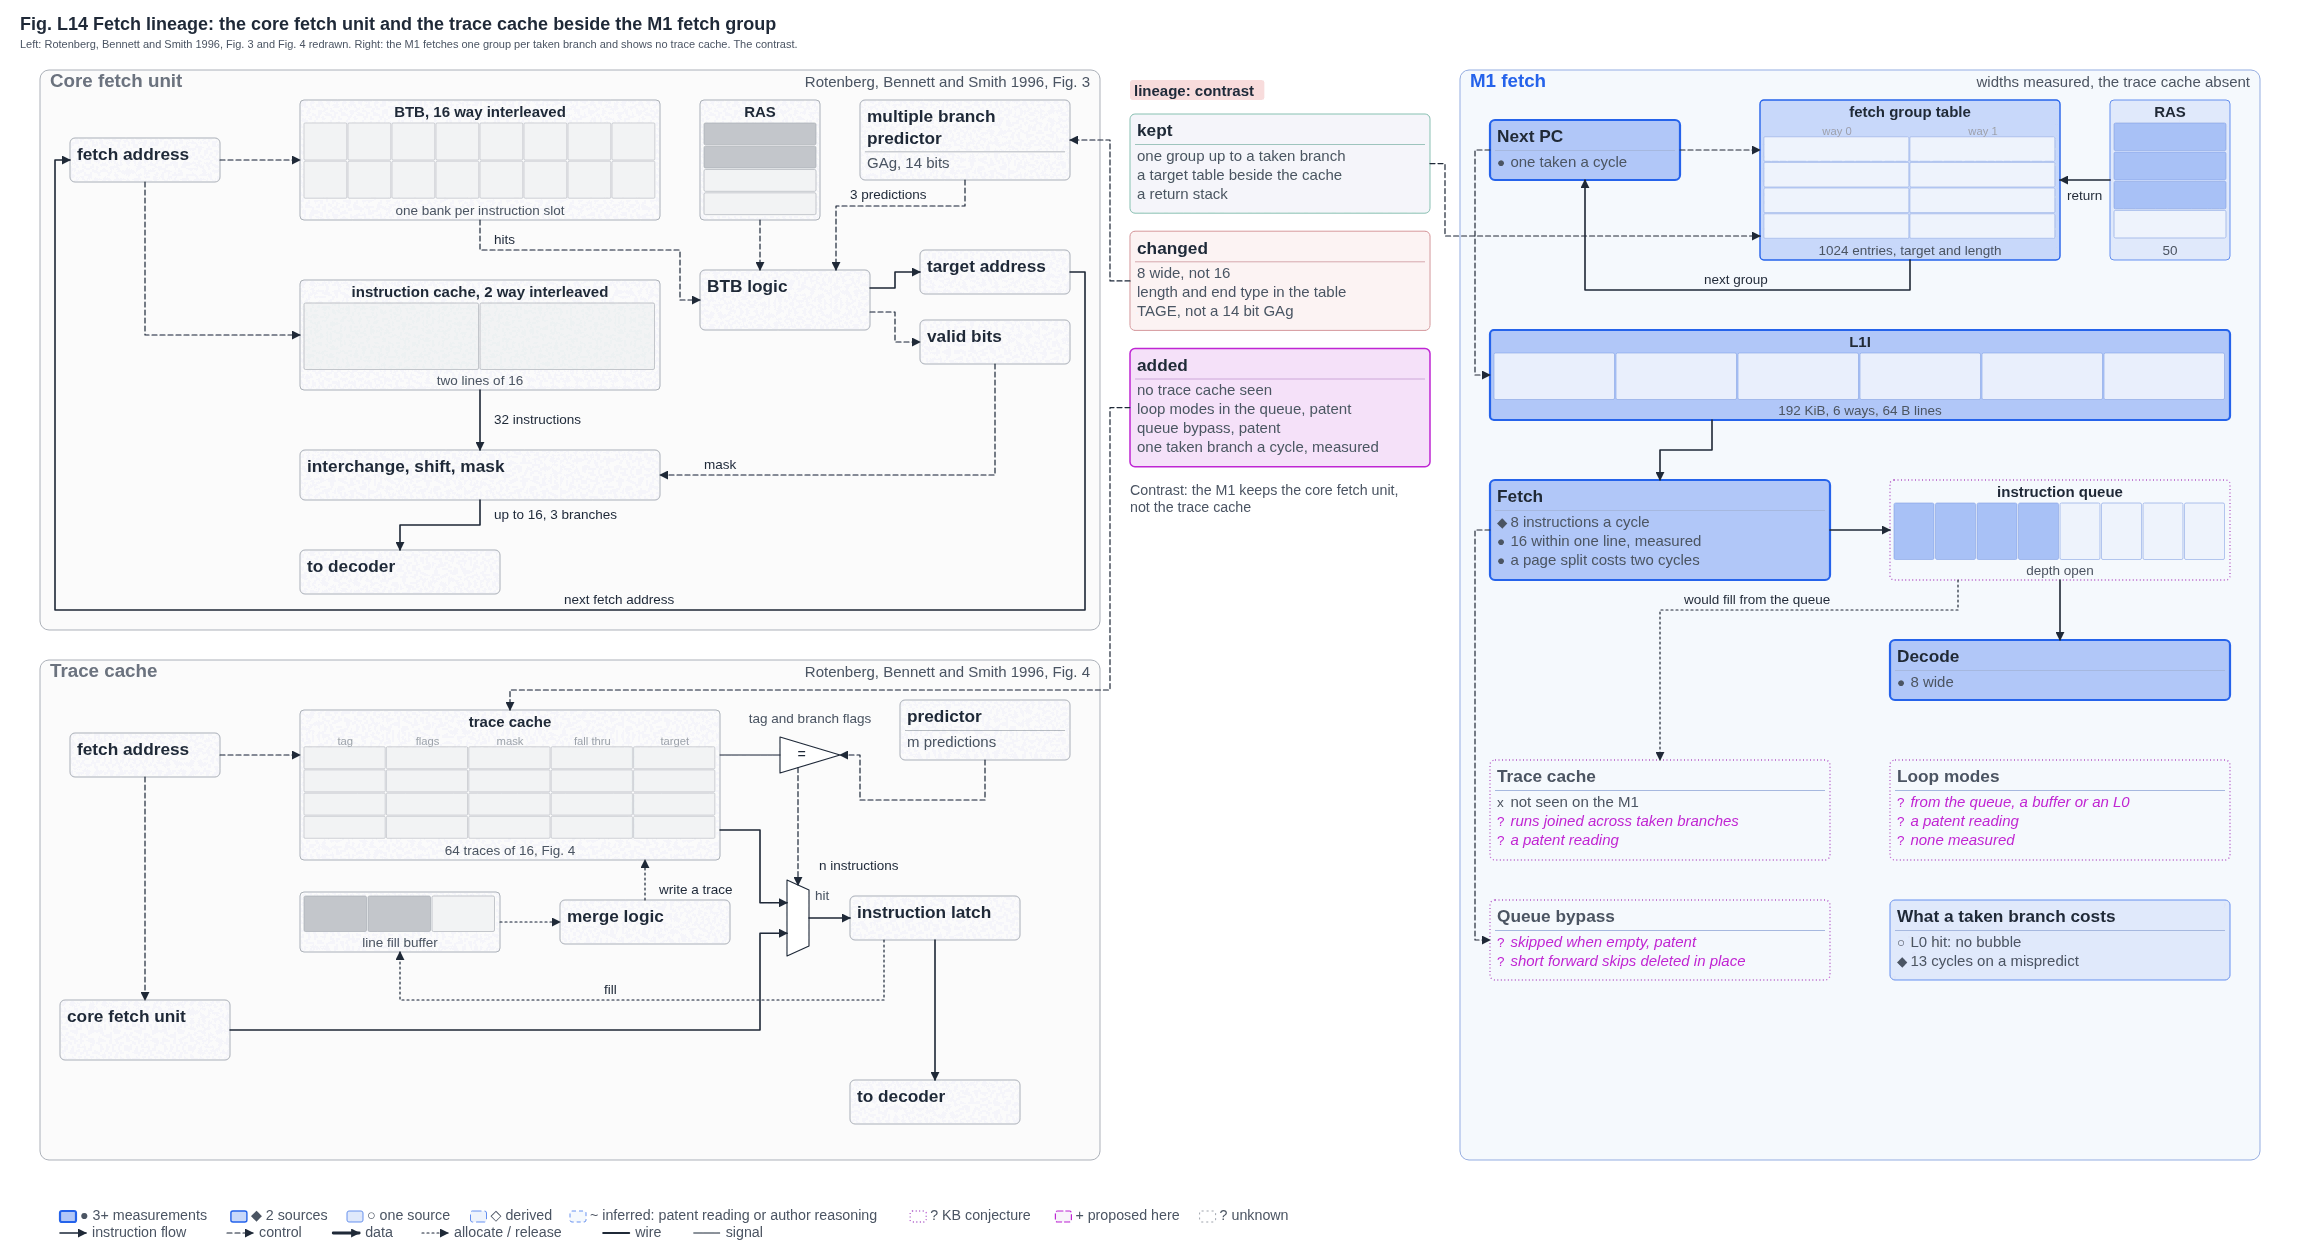 Fig. L14 Fetch lineage: the core fetch unit and the trace cache beside the M1 fetch group
Left: Rotenberg, Bennett and Smith 1996, Fig. 3 and Fig. 4 redrawn. Right: the M1 fetches one group per taken branch and shows no trace cache. The contrast.
Core fetch unit
Rotenberg, Bennett and Smith 1996, Fig. 3
fetch address
BTB, 16 way interleaved
one bank per instruction slot
RAS
multiple branch
predictor
GAg, 14 bits
3 predictions
hits
BTB logic
target address
valid bits
instruction cache, 2 way interleaved
two lines of 16
32 instructions
interchange, shift, mask
mask
up to 16, 3 branches
to decoder
next fetch address
Trace cache
Rotenberg, Bennett and Smith 1996, Fig. 4
fetch address
trace cache
tag
flags
mask
fall thru
target
64 traces of 16, Fig. 4
tag and branch flags
=
predictor
m predictions
n instructions
write a trace
hit
line fill buffer
merge logic
instruction latch
fill
core fetch unit
to decoder
lineage: contrast
kept
one group up to a taken branch
a target table beside the cache
a return stack
changed
8 wide, not 16
length and end type in the table
TAGE, not a 14 bit GAg
added
no trace cache seen
loop modes in the queue, patent
queue bypass, patent
one taken branch a cycle, measured
Contrast: the M1 keeps the core fetch unit,
not the trace cache
M1 fetch
widths measured, the trace cache absent
Next PC
● one taken a cycle
fetch group table
way 0
way 1
1024 entries, target and length
RAS
50
return
next group
L1I
192 KiB, 6 ways, 64 B lines
Fetch
◆ 8 instructions a cycle
● 16 within one line, measured
● a page split costs two cycles
instruction queue
depth open
would fill from the queue
Decode
● 8 wide
Trace cache
x not seen on the M1
? runs joined across taken branches
? a patent reading
Loop modes
? from the queue, a buffer or an L0
? a patent reading
? none measured
Queue bypass
? skipped when empty, patent
? short forward skips deleted in place
What a taken branch costs
○ L0 hit: no bubble
◆ 13 cycles on a mispredict
● 3+ measurements
◆ 2 sources
○ one source
◇ derived
~ inferred: patent reading or author reasoning
? KB conjecture
+ proposed here
? unknown
instruction flow
control
data
allocate / release
wire
signal